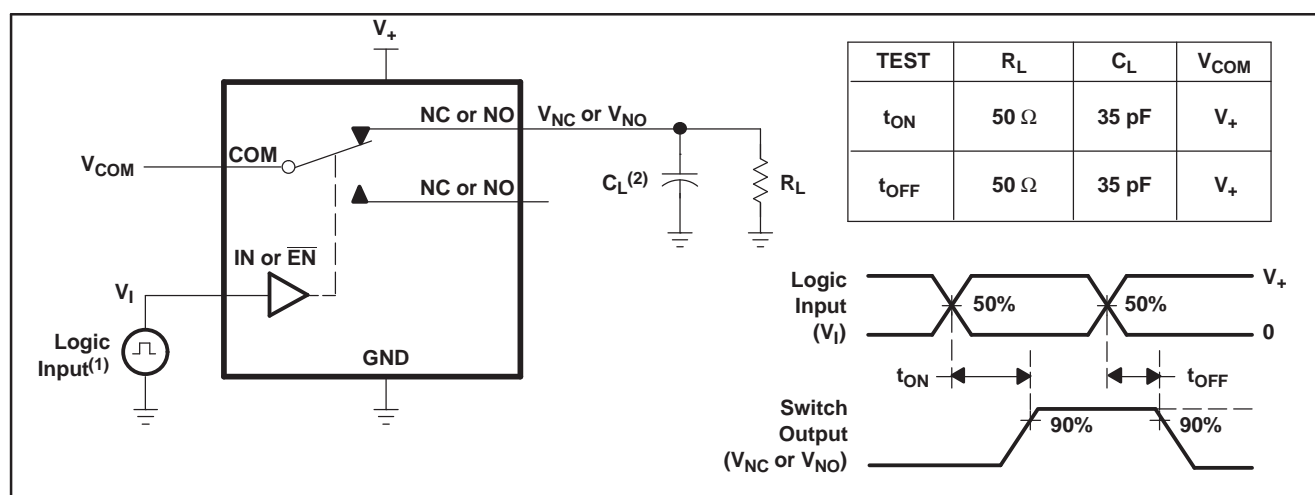 V+
NC or NO
VNC or VNO
VCOM
COM
CL(2)
RL
NC or NO
IN or E̅N̅
VI
Logic
Input(1)
GND
TEST RL CL VCOM
tON 50 Ω 35 pF V+
tOFF 50 Ω 35 pF V+
Logic
Input
(VI)
50%
50%
V+
0
tON
tOFF
Switch
Output
(VNC or VNO)
90%
90%